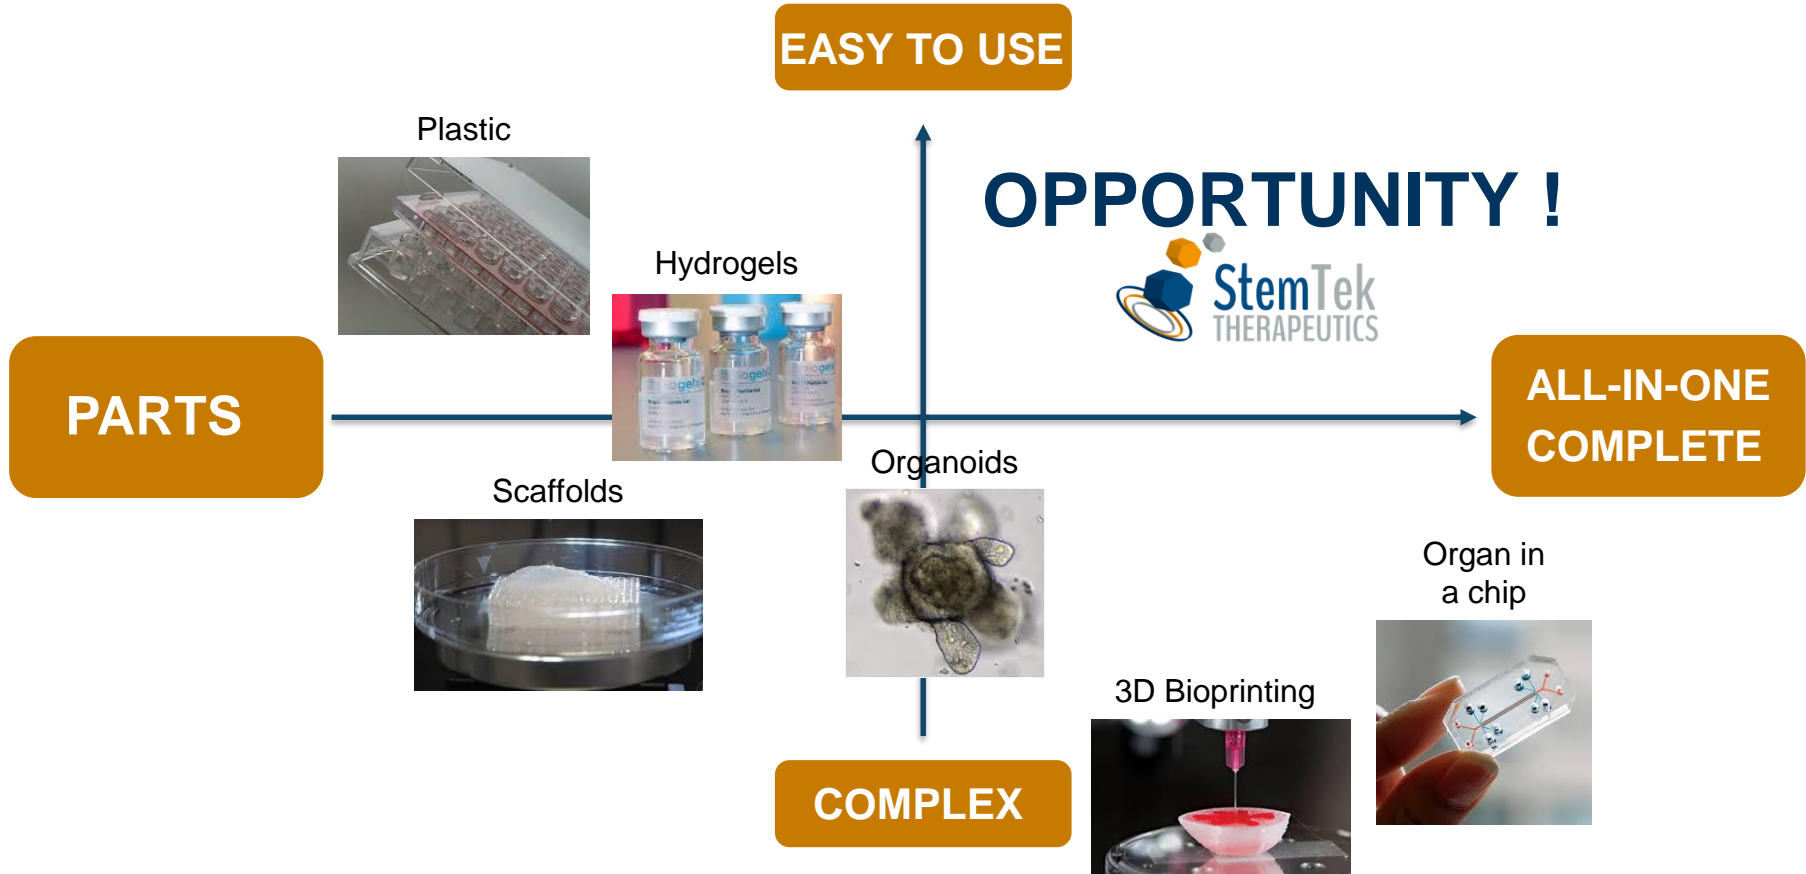 EASY TO USE
Plastic
OPPORTUNITY !
Hydrogels
StemTek
THERAPEUTICS
PARTS
ALL-IN-ONE
COMPLETE
Organoids
Scaffolds
Organ in
a chip
3D Bioprinting
COMPLEX